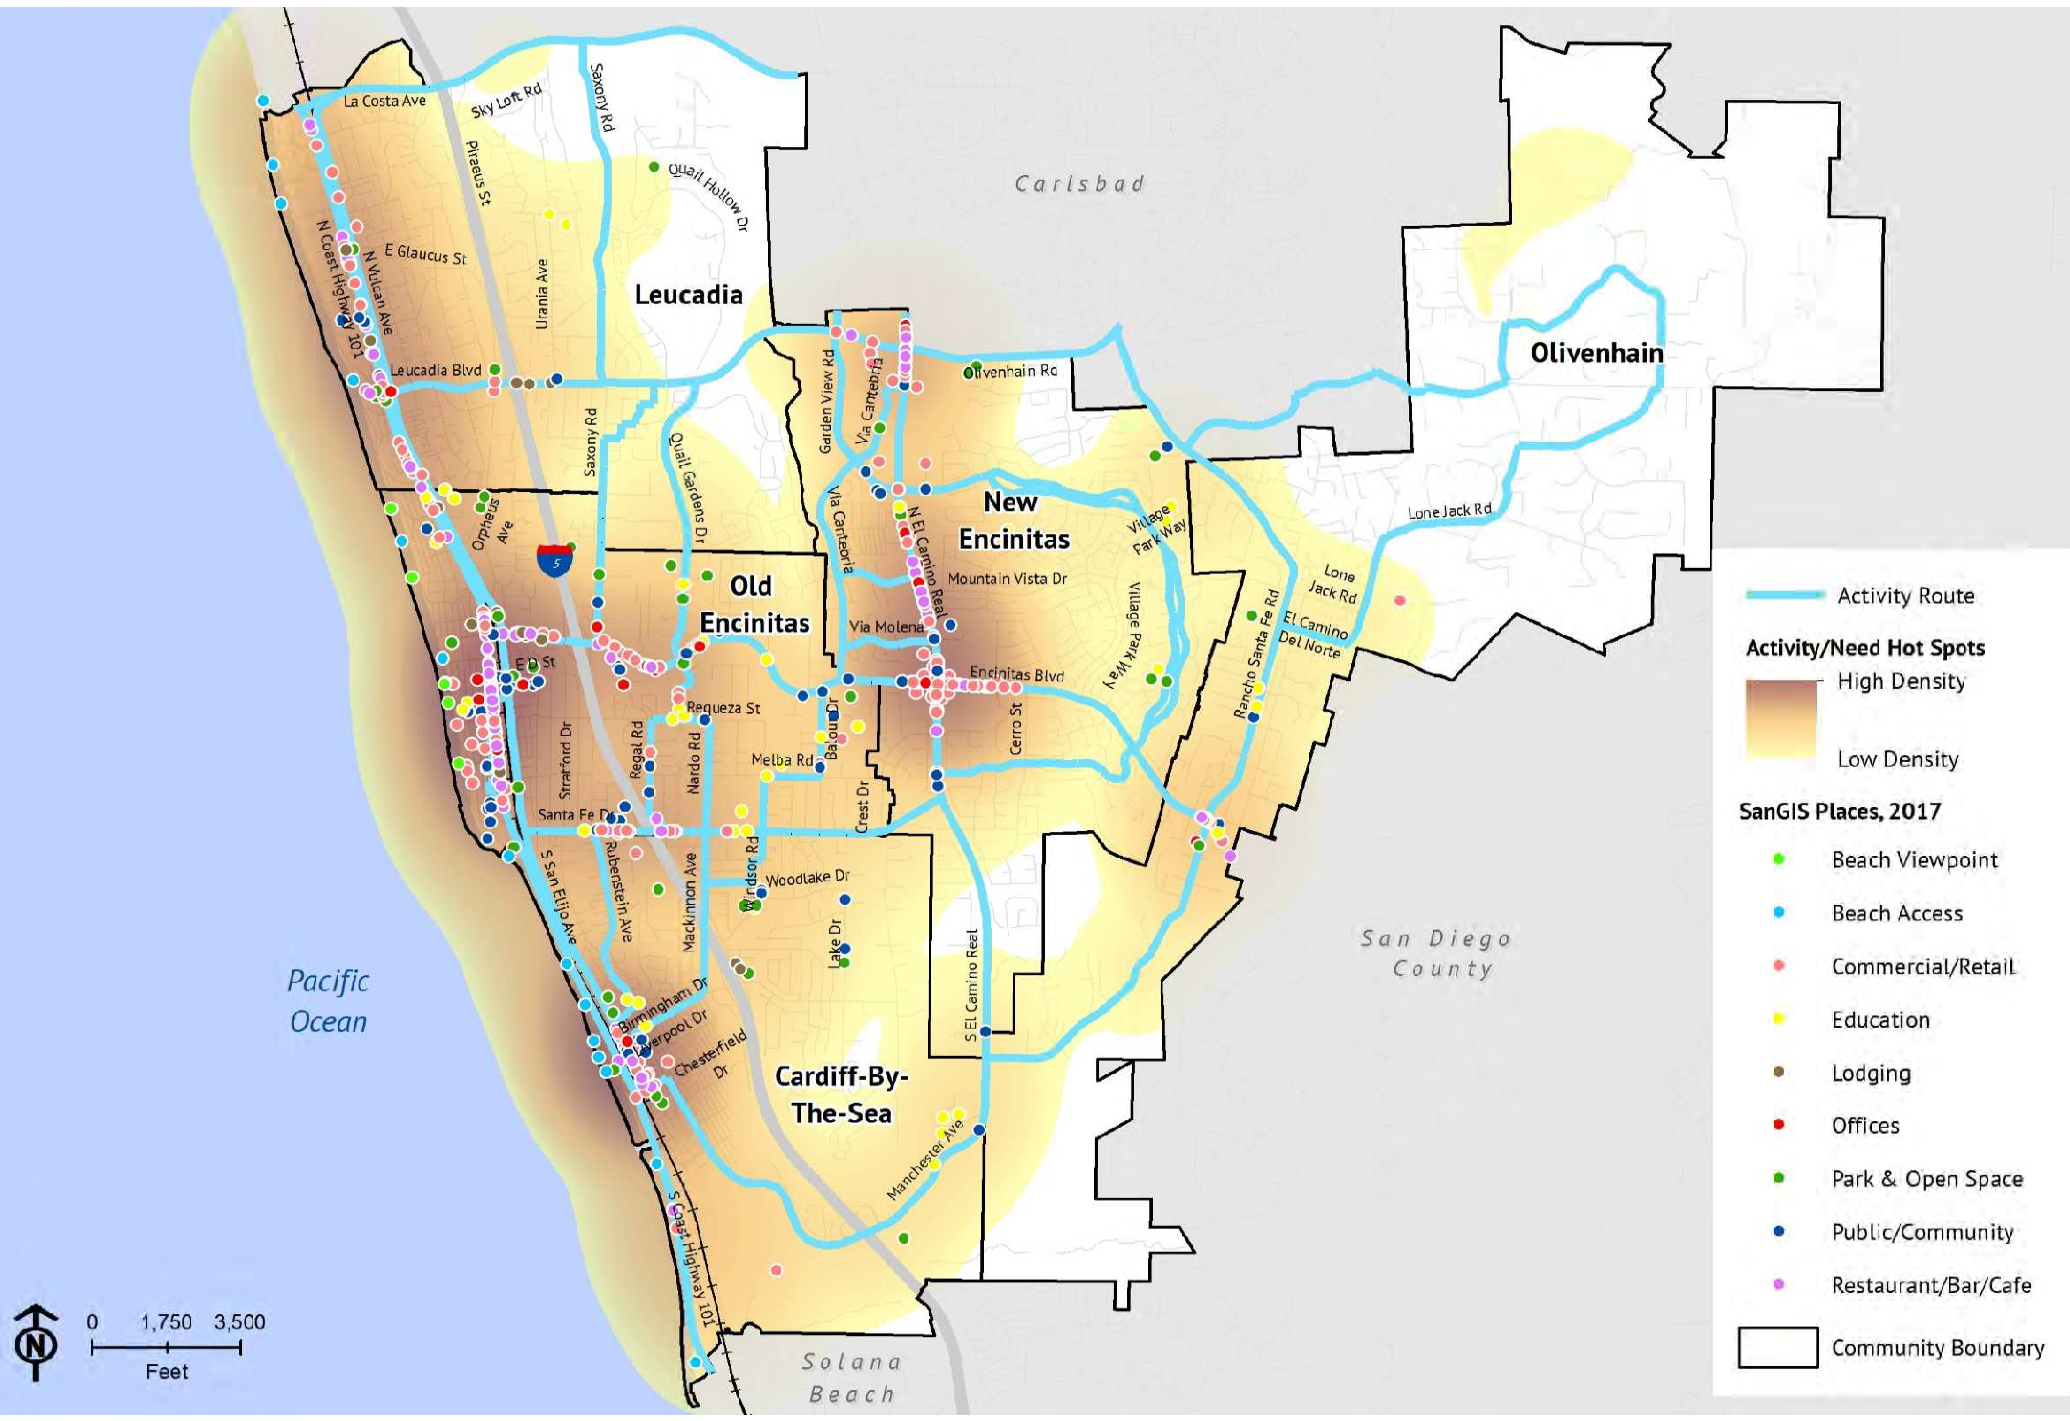 La Costa Ave
Sky Loft Rd
Saxony Rd
Piraeus St
Quail Hollow Dr
Carlsbad
N Coast Highway 101
N Vulcan Ave
E Glaucus St
Urania Ave
Leucadia
Leucadia Blvd
Garden View Rd
Via Cantebria
Olivenhain Rd
Olivenhain
Saxony Rd
Quail Gardens Dr
Orpheus
Ave
5
Via Canteoria
New
Encinitas
N El Camino Real
Village
Park Way
Lone Jack Rd
Old
Encinitas
Mountain Vista Dr
Via Molena
Village Park Way
Lone
Jack Rd
El Camino
Del Norte
Rancho Santa Fe Rd
E D St
Encinitas Blvd
Requeza St
Cerro St
Stratford Dr
Regal Rd
Nardo Rd
Balour Dr
Melba Rd
Crest Dr
Santa Fe Dr
S San Elijo Ave
Rubenstein Ave
Mackinnon Ave
Windsor Rd
Woodlake Dr
Lake Dr
S El Camino Real
San Diego
County
Pacific
Ocean
Birmingham Dr
Liverpool Dr
Chesterfield
Dr
Cardiff-By-
The-Sea
Manchester Ave
S Coast Highway 101
Solana
Beach
N
0 1,750 3,500
Feet
Activity Route
Activity/Need Hot Spots
High Density
Low Density
SanGIS Places, 2017
Beach Viewpoint
Beach Access
Commercial/Retail
Education
Lodging
Offices
Park & Open Space
Public/Community
Restaurant/Bar/Cafe
Community Boundary